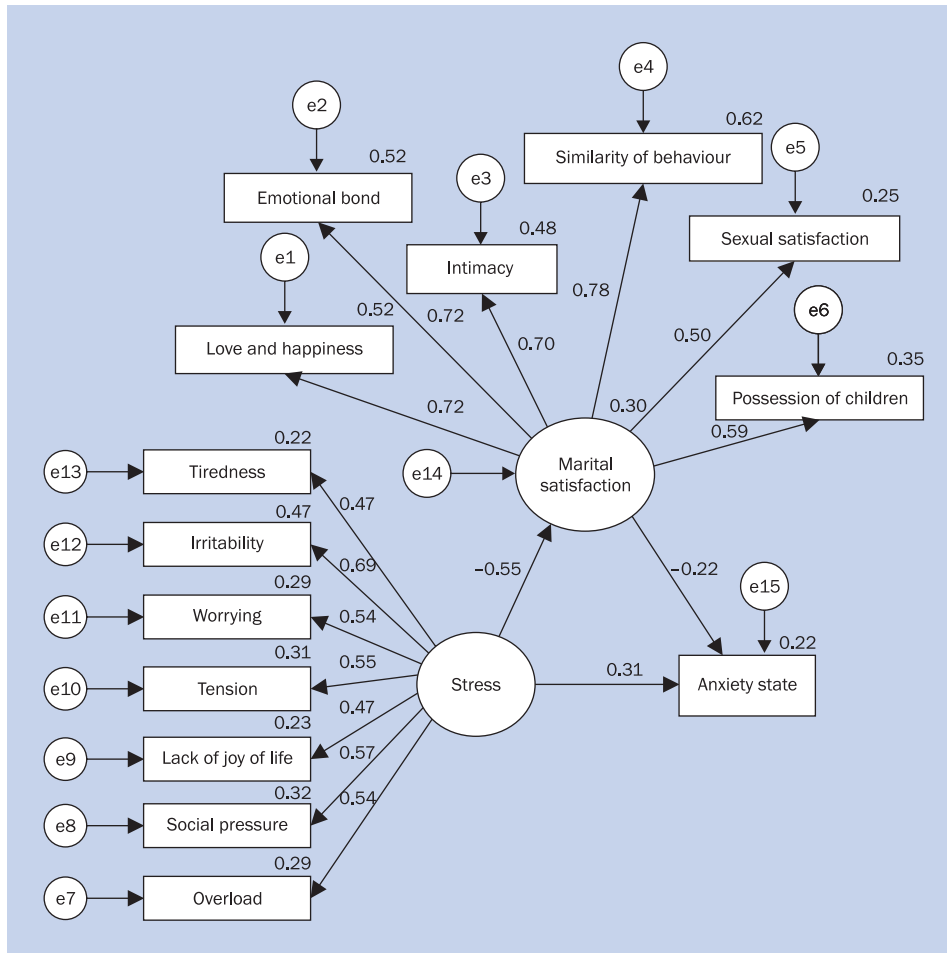 e4
0.62
Similarity of behaviour
e2
0.52
Emotional bond
e5
0.25
Sexual satisfaction
e3
0.48
Intimacy
e1
0.52
Love and happiness
e6
0.35
Possession of children
0.72
0.72
0.70
0.78
0.50
0.59
0.30
Marital
satisfaction
e14
e13
0.22
Tiredness
0.47
e12
0.47
Irritability
0.69
e11
0.29
Worrying
0.54
e10
0.31
Tension
0.55
e9
0.23
Lack of joy of life
0.47
e8
0.32
Social pressure
0.57
e7
0.29
Overload
0.54
Stress
–0.55
–0.22
0.31
e15
0.22
Anxiety state